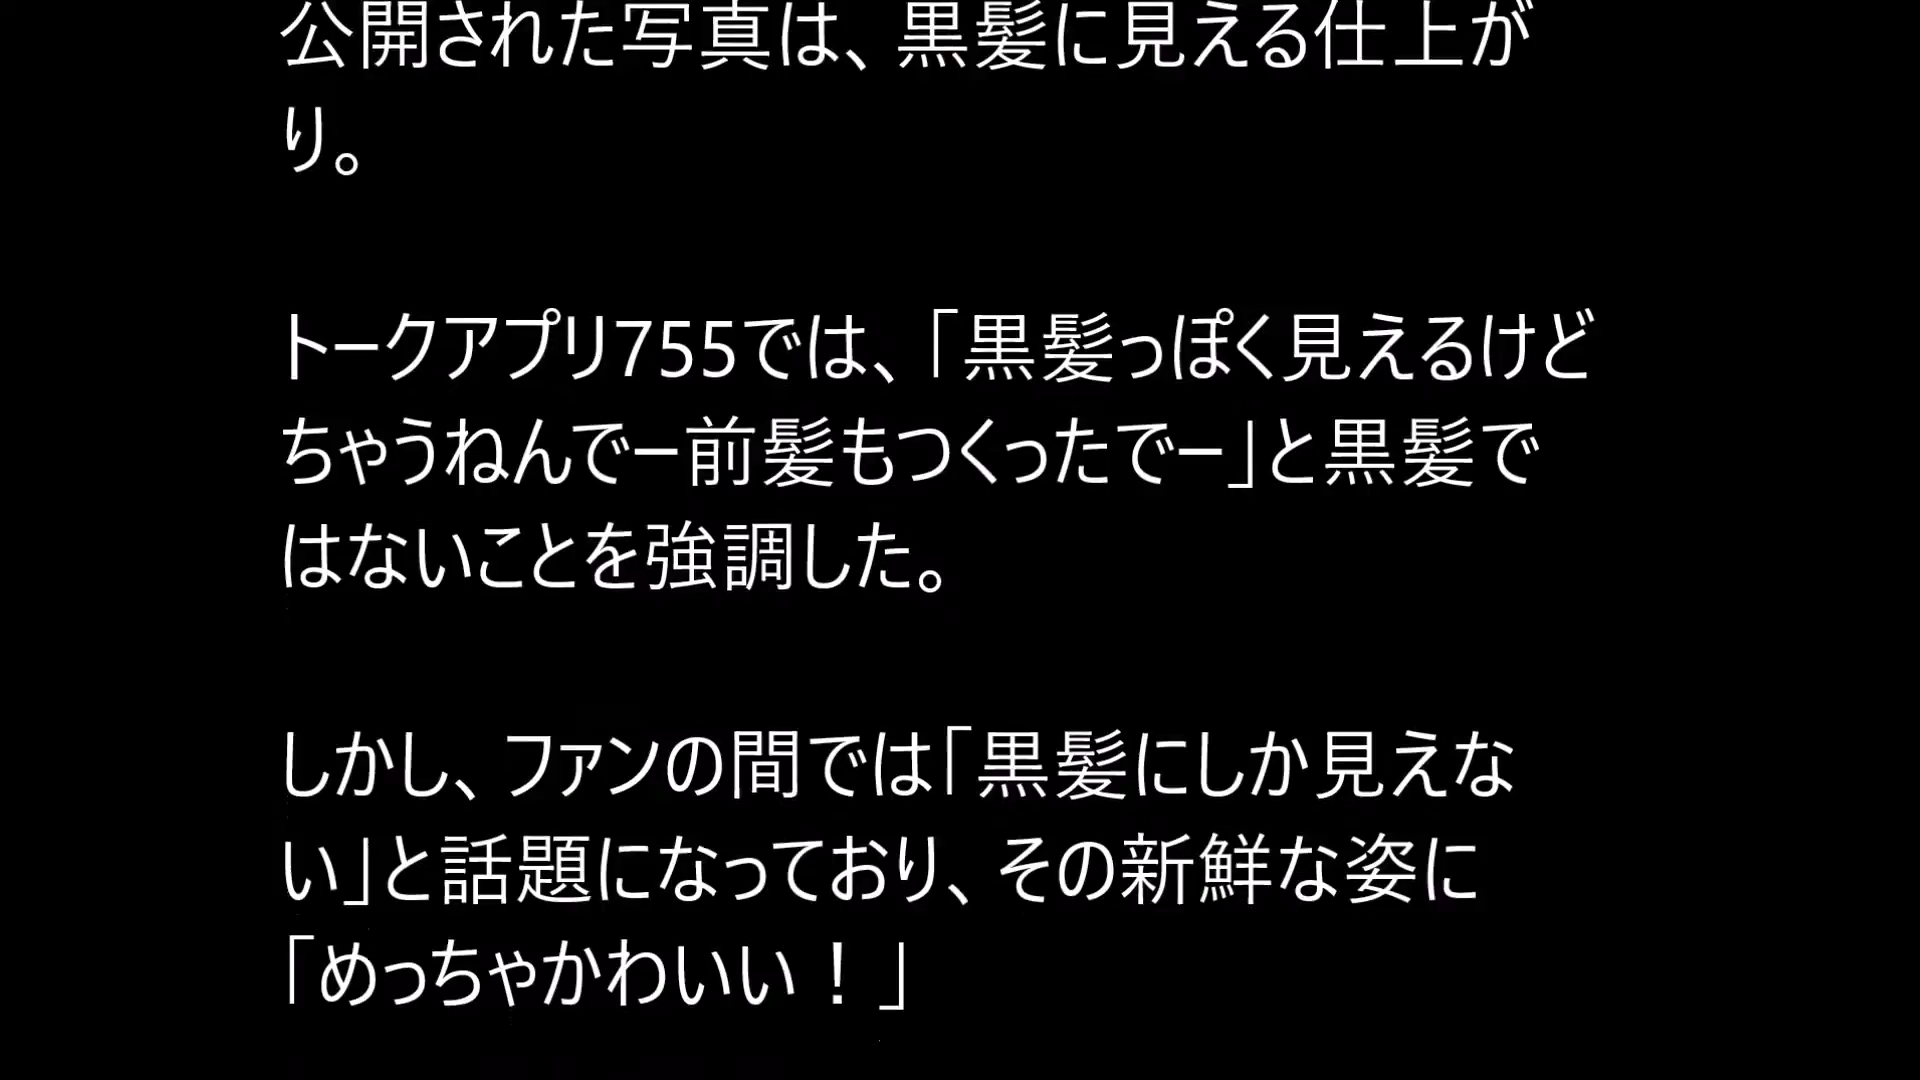 公開された写真は、黒髪に見える仕上が
り。
トークアプリ755では、「黒髪っぽく見えるけど
ちゃうねんでー前髪もつくったでー」と黒髪で
はないことを強調した。
しかし、ファンの間では「黒髪にしか見えな
い」と話題になっており、その新鮮な姿に
「めっちゃかわいい！」